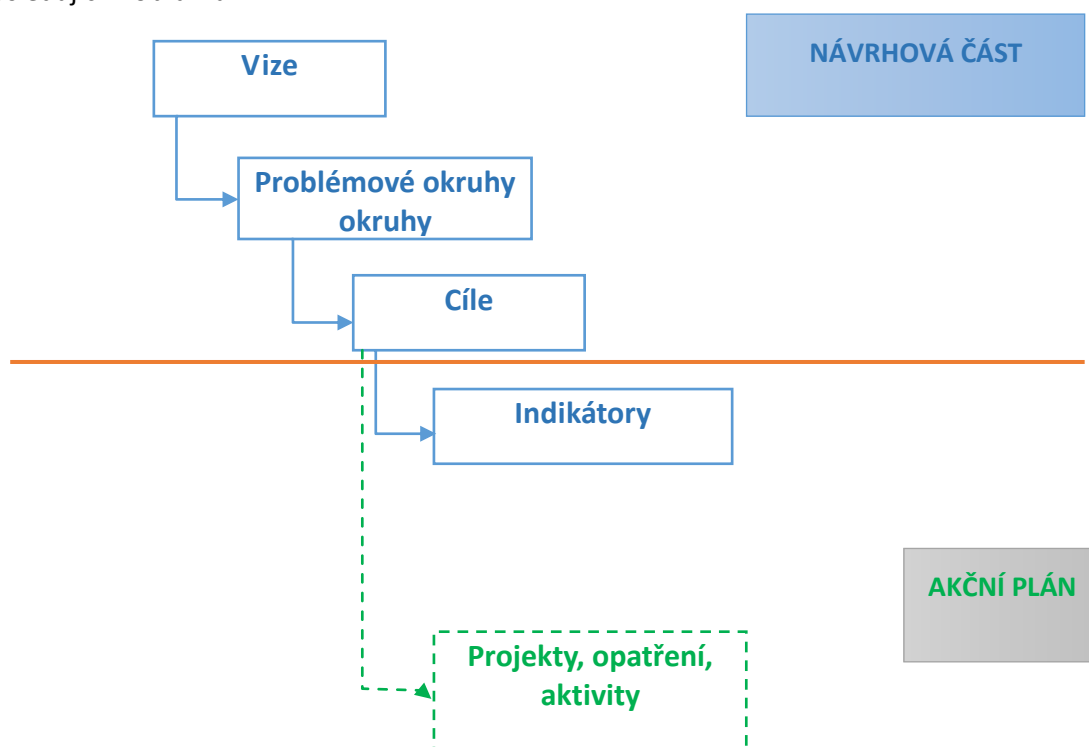 Vize
NÁVRHOVÁ ČÁST
Problémové okruhy
okruhy
Cíle
Indikátory
AKČNÍ PLÁN
Projekty, opatření,
aktivity